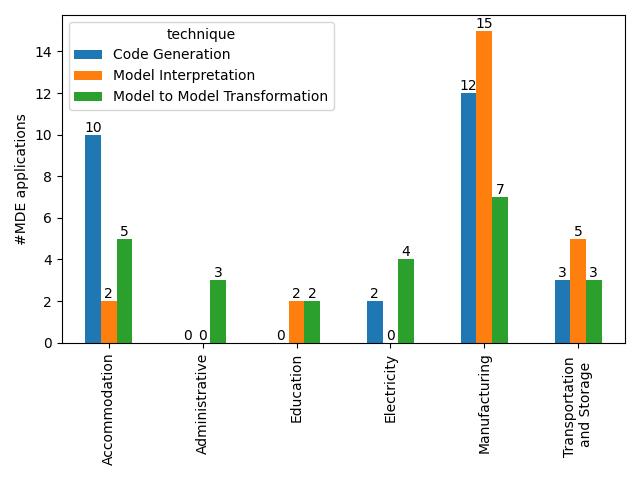 technique
Code Generation
Model Interpretation
Model to Model Transformation
#MDE applications
14
12
10
8
6
4
2
0
10
2
5
0
0
3
0
2
2
2
0
4
12
15
7
3
5
3
Accommodation
Administrative
Education
Electricity
Manufacturing
Transportation
and Storage